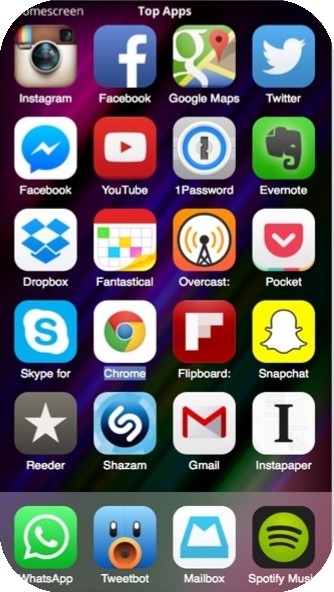 omescreen Top Apps
Instagram Facebook Google Maps Twitter
Facebook YouTube 1Password Evernote
Dropbox Fantastical Overcast: Pocket
Skype for Chrome Flipboard: Snapchat
Reeder Shazam Gmail Instapaper
WhatsApp Tweetbot Mailbox Spotify Musi